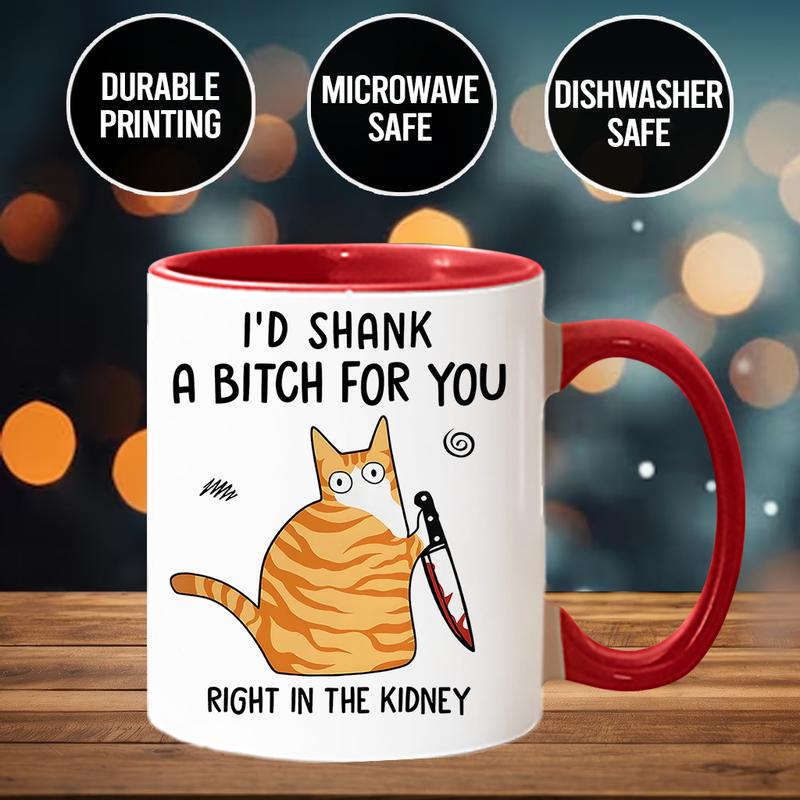 DURABLE
PRINTING
MICROWAVE
SAFE
DISHWASHER
SAFE
I'D SHANK
A BITCH FOR YOU
RIGHT IN THE KIDNEY